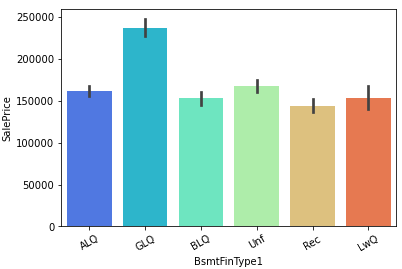 250000
200000
150000
100000
50000
0
SalePrice
ALQ
GLQ
BLQ
Unf
Rec
LwQ
BsmtFinType1